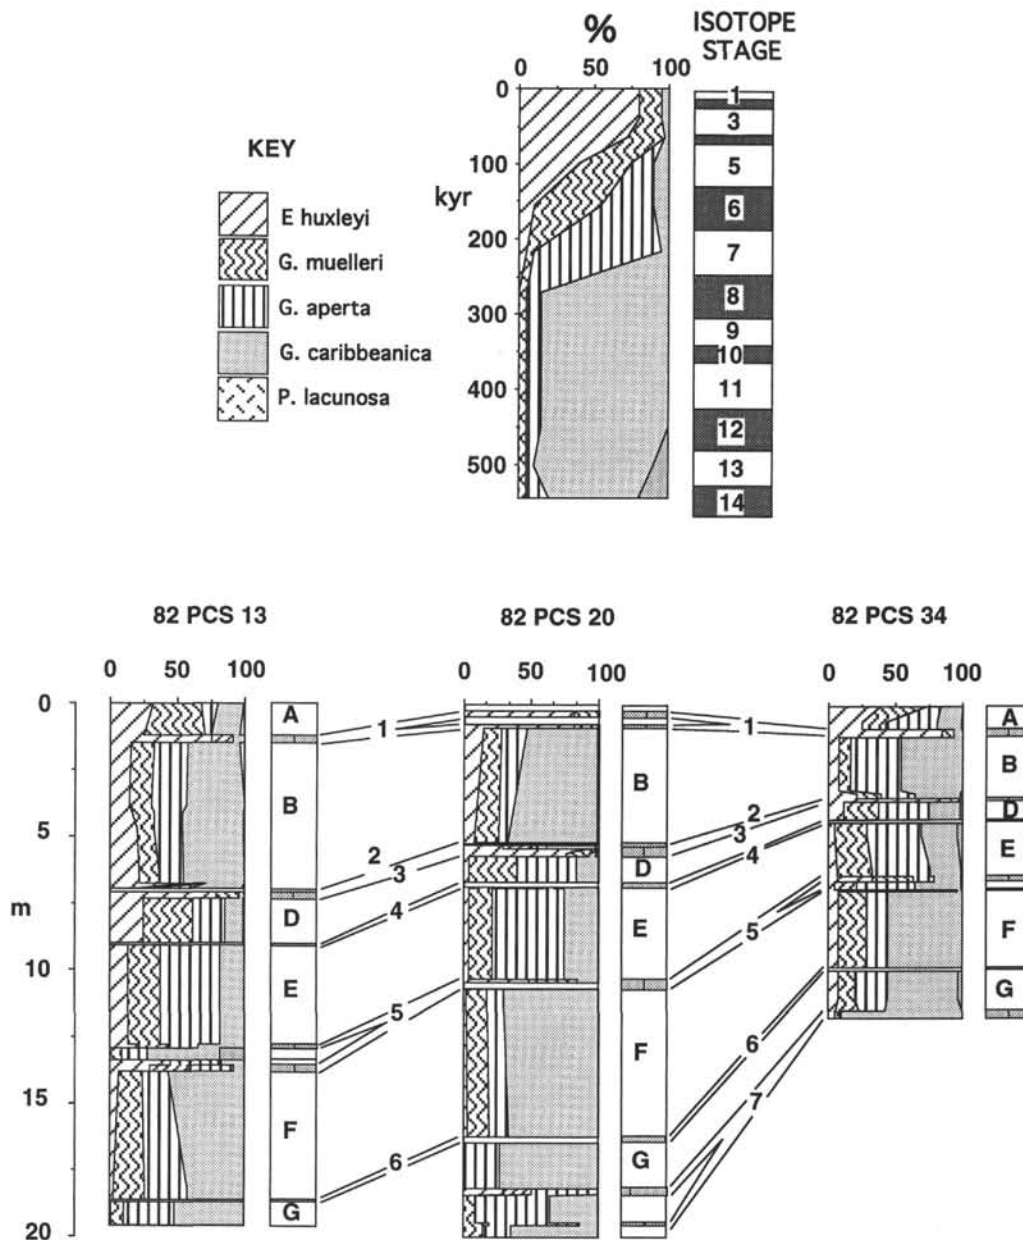 %
ISOTOPE
STAGE
0 50 100
0
100
200
300
400
500
kyr
1
3
5
6
7
8
9
10
11
12
13
14
KEY
E huxleyi
G. muelleri
G. aperta
G. caribbeanica
P. lacunosa
82 PCS 13
82 PCS 20
82 PCS 34
0 50 100
0 50 100
0 50 100
0
5
10
15
20
m
A
B
D
E
F
G
1
2
3
4
5
6
B
D
E
F
G
1
2
3
4
5
6
7
A
B
D
E
F
G